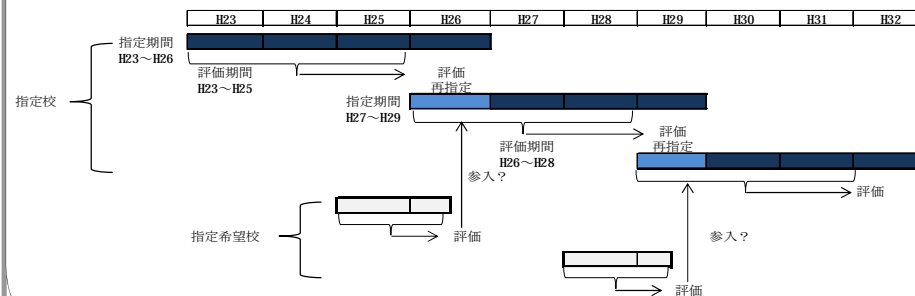 H23 H24 H25 H26 H27 H28 H29 H30 H31 H32
指定期間
H23～H26
評価期間
H23～H25
評価
再指定
指定校
指定期間
H27～H29
評価期間
H26～H28
評価
再指定
参入？
評価
指定希望校
評価
参入？
評価